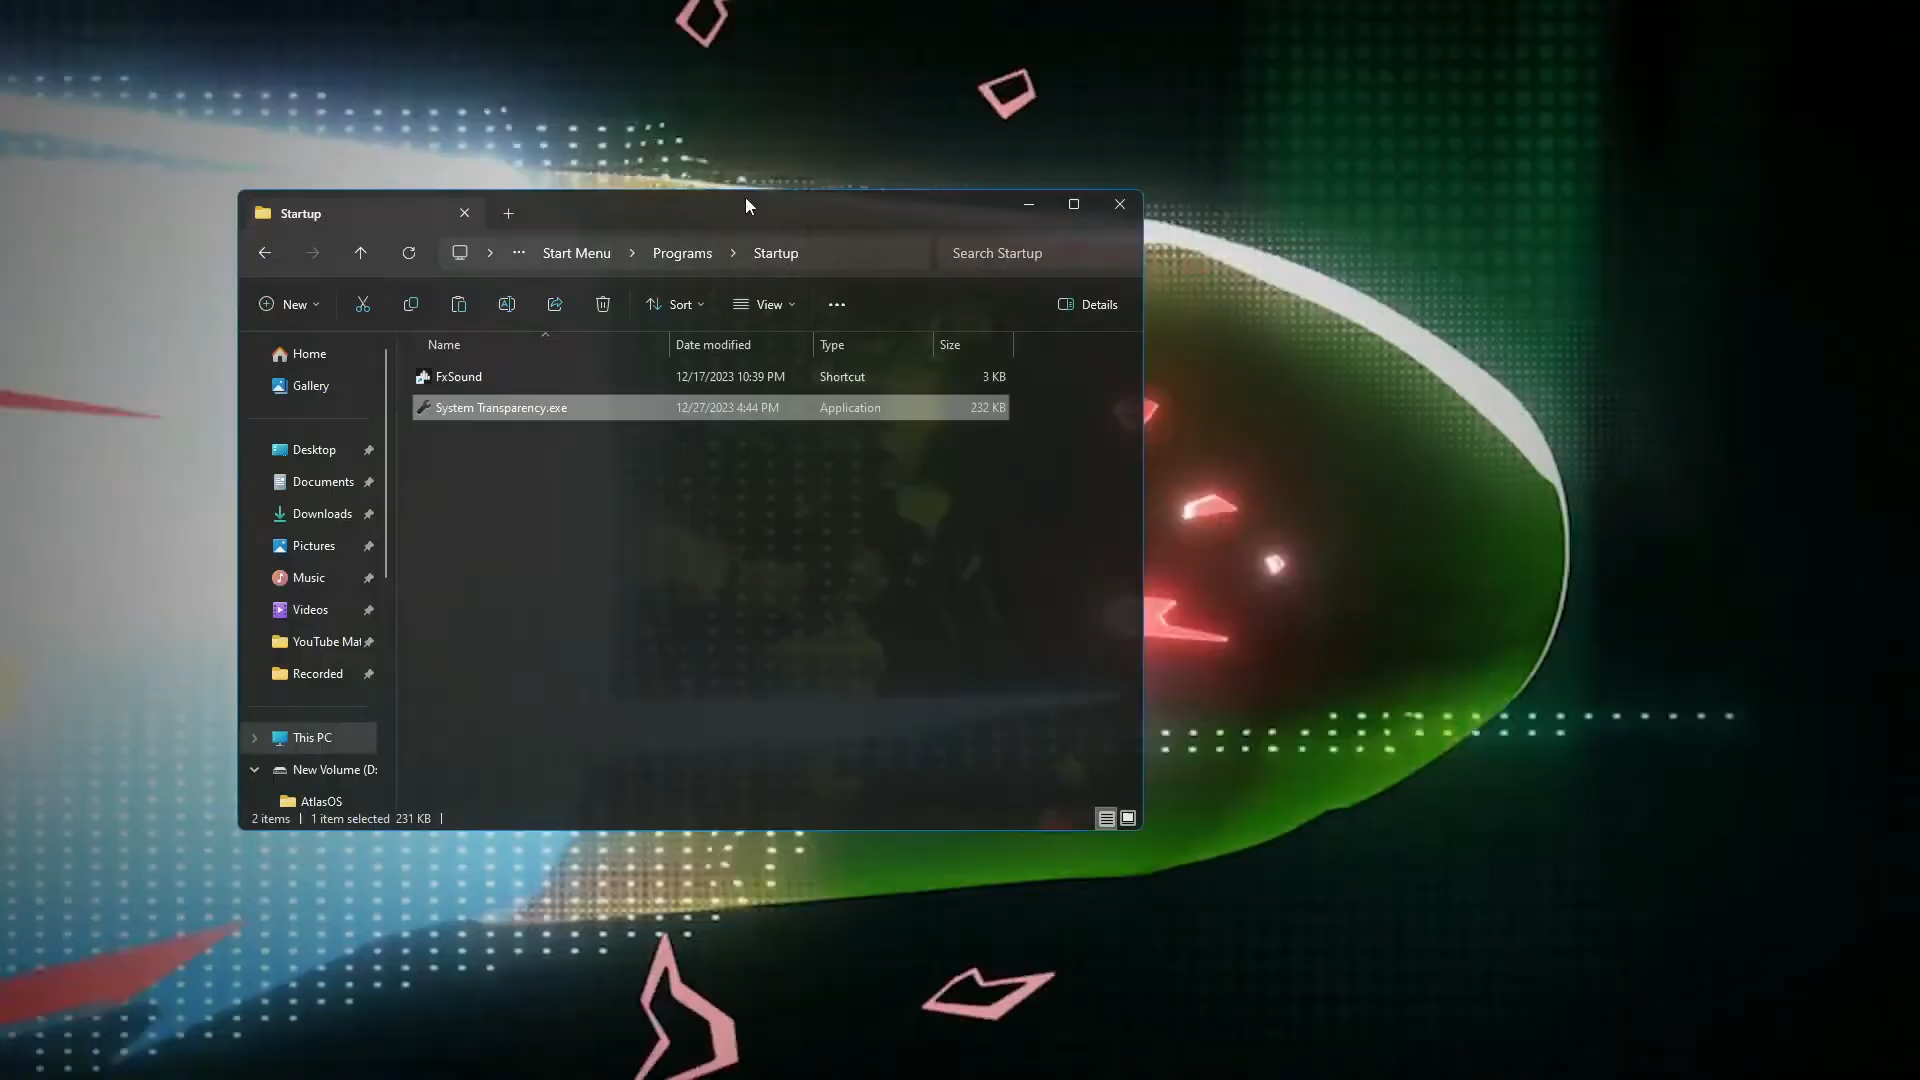 Startup
Start Menu > Programs > Startup
Search Startup
New
Sort
View
Details
Name Date modified Type Size
FxSound 12/17/2023 10:39 PM Shortcut 3 KB
System Transparency.exe 12/27/2023 4:44 PM Application 232 KB
Home
Gallery
Desktop
Documents
Downloads
Pictures
Music
Videos
YouTube Mat
Recorded
This PC
New Volume (D:
AtlasOS
2 items | 1 item selected 231 KB |